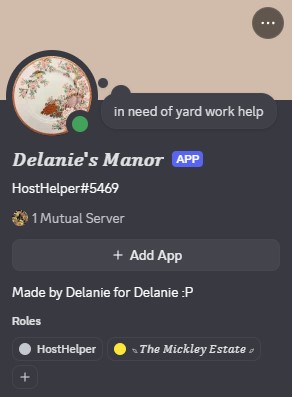 in need of yard work help
Delanie's Manor APP
HostHelper#5469
1 Mutual Server
+ Add App
Made by Delanie for Delanie :P
Roles
HostHelper The Mickley Estate
+